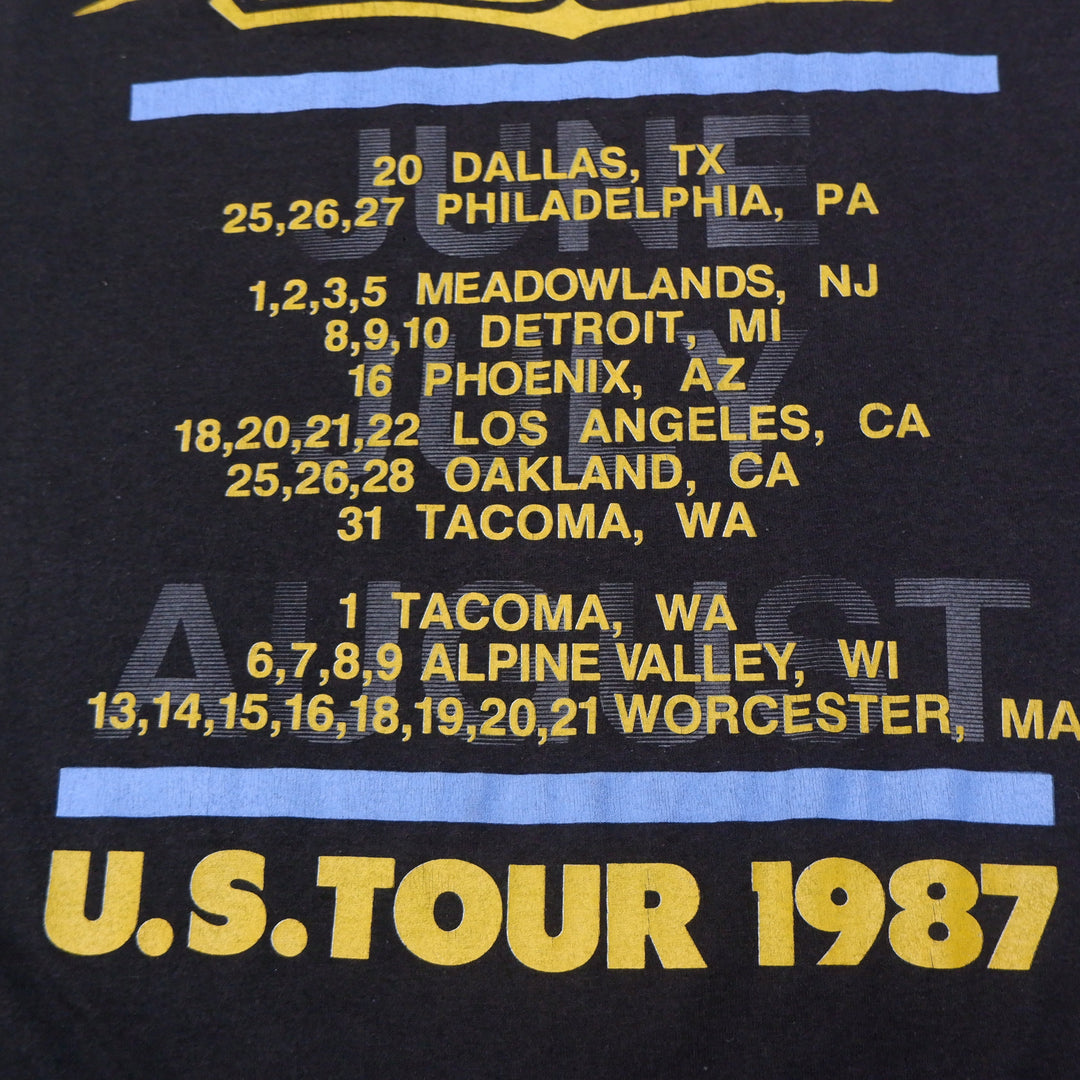 JUNE
20 DALLAS, TX
25,26,27 PHILADELPHIA, PA
JULY
1,2,3,5 MEADOWLANDS, NJ
8,9,10 DETROIT, MI
16 PHOENIX, AZ
18,20,21,22 LOS ANGELES, CA
25,26,28 OAKLAND, CA
31 TACOMA, WA
AUGUST
1 TACOMA, WA
6,7,8,9 ALPINE VALLEY, WI
13,14,15,16,18,19,20,21 WORCESTER, MA
U.S. TOUR 1987